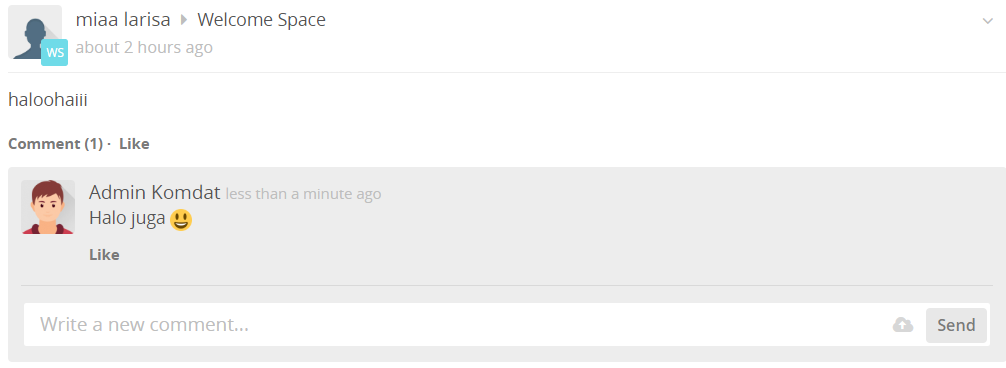 miaa larisa Welcome Space
WS
about 2 hours ago
haloohaiii
Comment (1) · Like
Admin Komdat less than a minute ago
Halo juga 😃
Like
Write a new comment...
Send